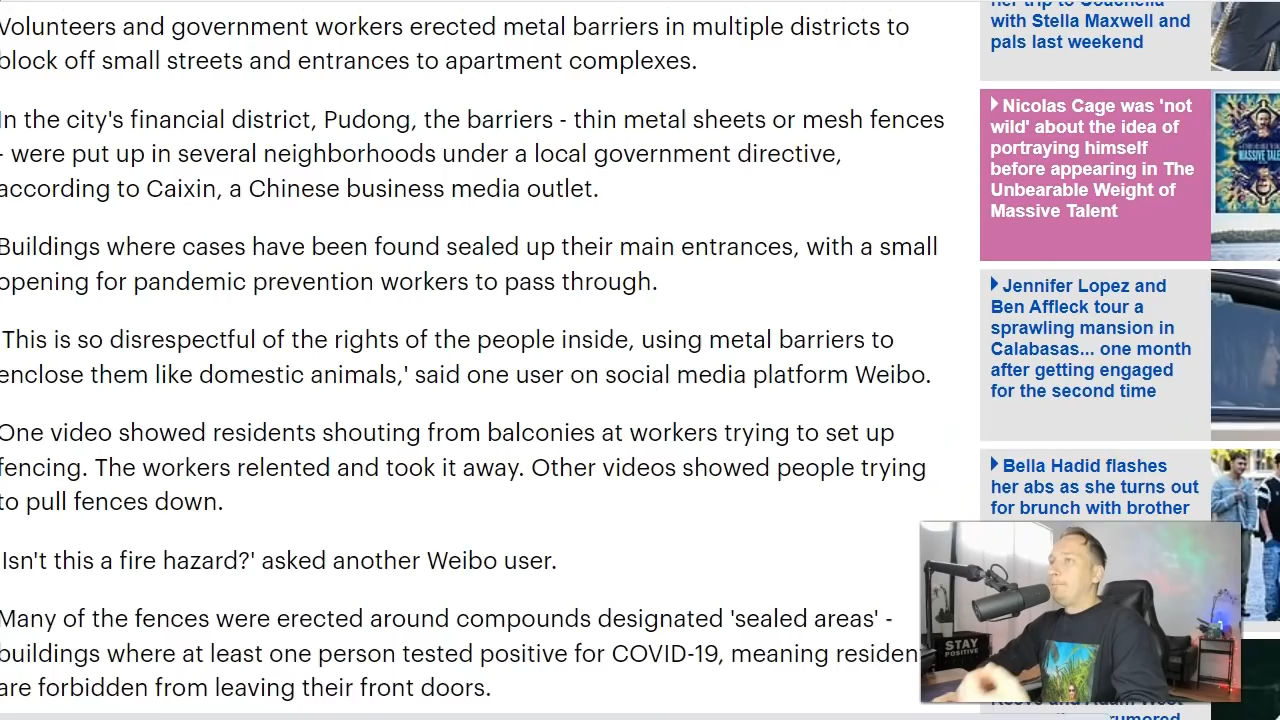 Volunteers and government workers erected metal barriers in multiple districts to
block off small streets and entrances to apartment complexes.
In the city's financial district, Pudong, the barriers - thin metal sheets or mesh fences
- were put up in several neighborhoods under a local government directive,
according to Caixin, a Chinese business media outlet.
Buildings where cases have been found sealed up their main entrances, with a small
opening for pandemic prevention workers to pass through.
This is so disrespectful of the rights of the people inside, using metal barriers to
enclose them like domestic animals,' said one user on social media platform Weibo.
One video showed residents shouting from balconies at workers trying to set up
fencing. The workers relented and took it away. Other videos showed people trying
to pull fences down.
Isn't this a fire hazard?' asked another Weibo user.
Many of the fences were erected around compounds designated 'sealed areas' -
buildings where at least one person tested positive for COVID-19, meaning residen
are forbidden from leaving their front doors.
her trip to Coachella
with Stella Maxwell and
pals last weekend
Nicolas Cage was 'not
wild' about the idea of
portraying himself
before appearing in The
Unbearable Weight of
Massive Talent
MASSIVE TALE
Jennifer Lopez and
Ben Affleck tour a
sprawling mansion in
Calabasas... one month
after getting engaged
for the second time
Bella Hadid flashes
her abs as she turns out
for brunch with brother
STAY
POSITIVE
rumored